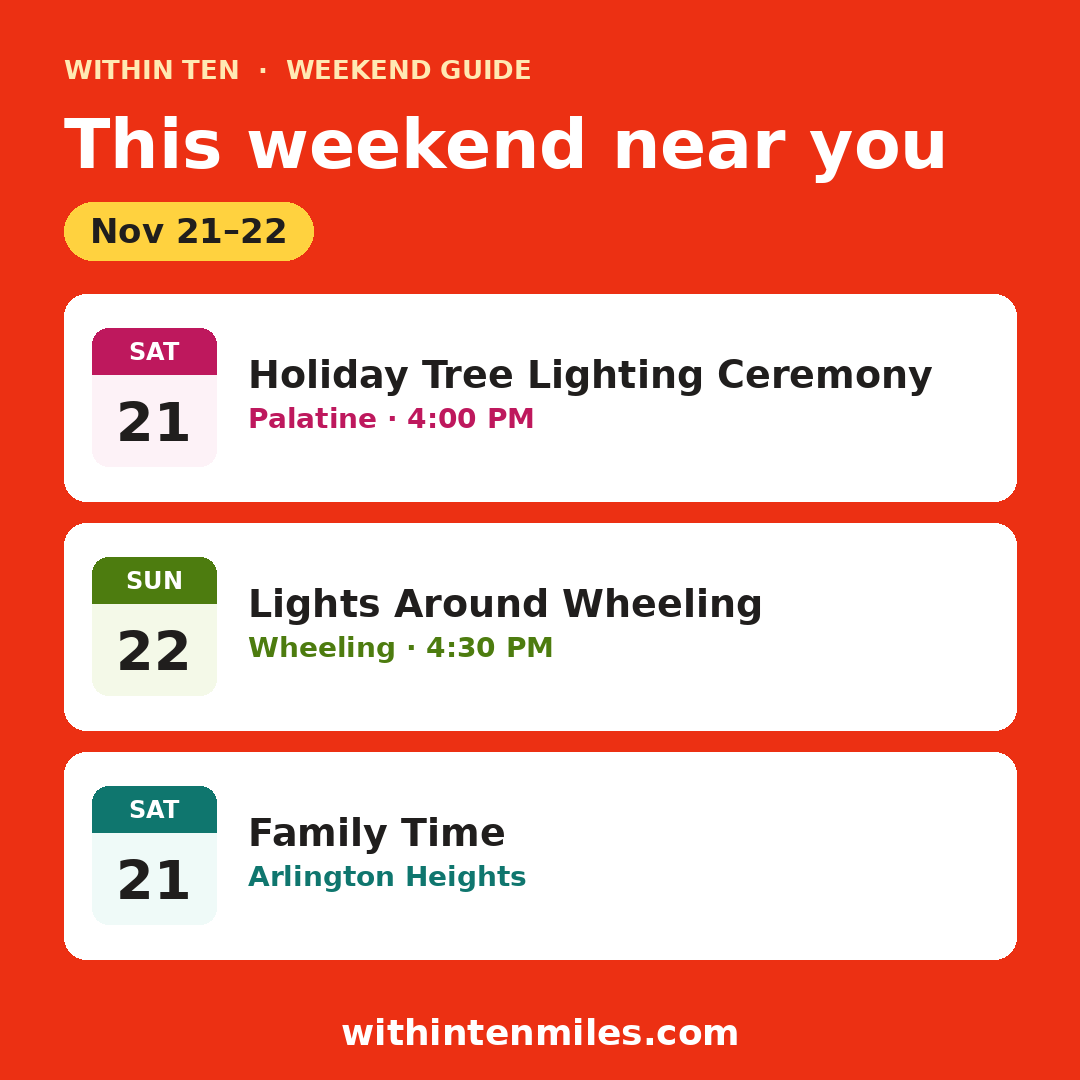 WITHIN TEN · WEEKEND GUIDE
This weekend near you
Nov 21–22
SAT
21
Holiday Tree Lighting Ceremony
Palatine · 4:00 PM
SUN
22
Lights Around Wheeling
Wheeling · 4:30 PM
SAT
21
Family Time
Arlington Heights
withintenmiles.com